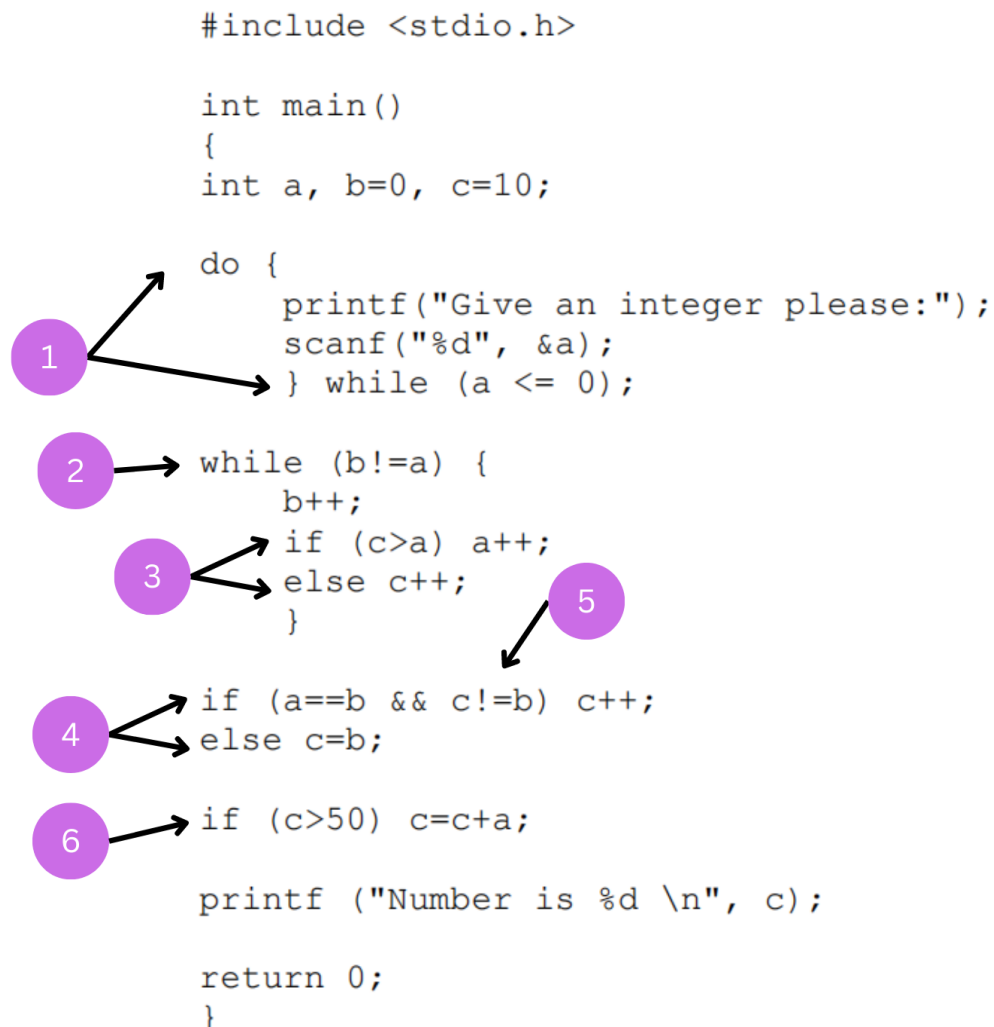 #include <stdio.h>
int main()
{
int a, b=0, c=10;
do {
printf("Give an integer please:");
scanf("%d", &a);
1
} while (a <= 0);
2
while (b!=a) {
b++;
if (c>a) a++;
3
else c++;
5
}
if (a==b && c!=b) c++;
4
else c=b;
if (c>50) c=c+a;
6
printf ("Number is %d \n", c);
return 0;
}